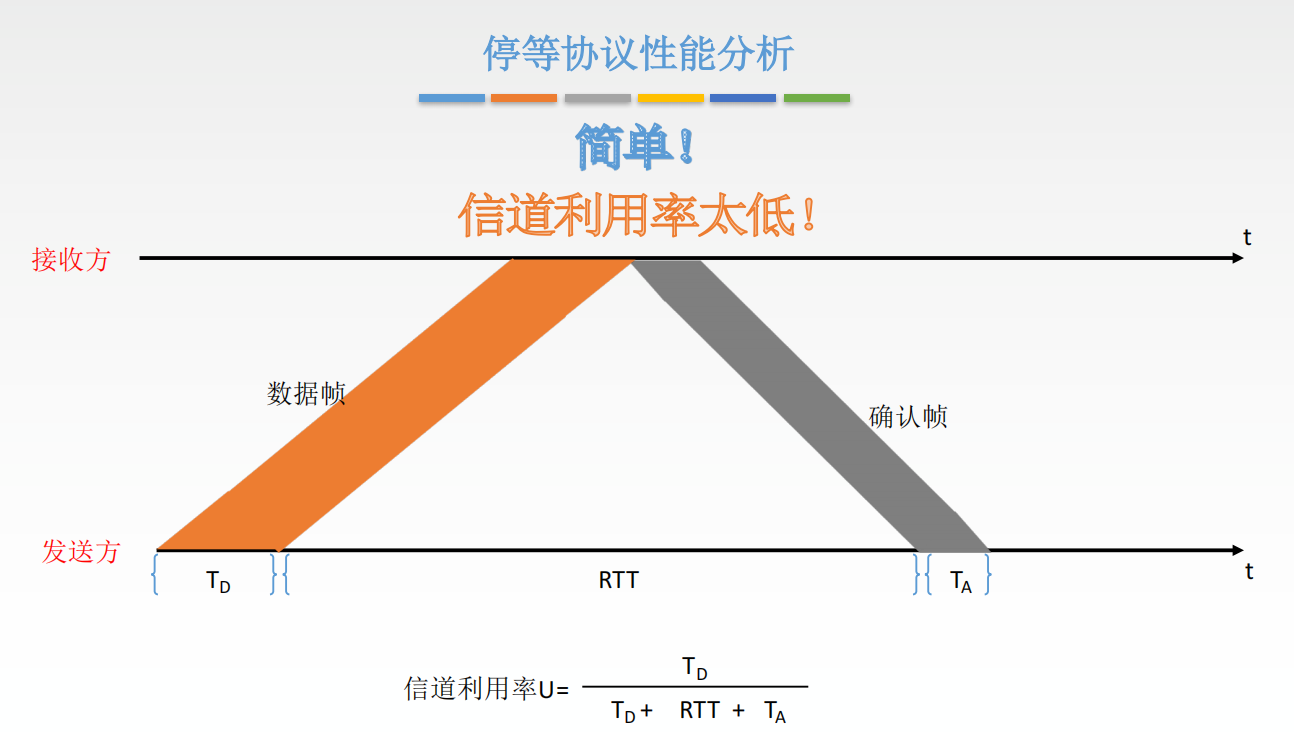 停等协议性能分析
简单！
信道利用率太低！
t
接收方
数据帧
确认帧
发送方
t
TD
RTT
TA
TD
信道利用率U=
TD + RTT + TA